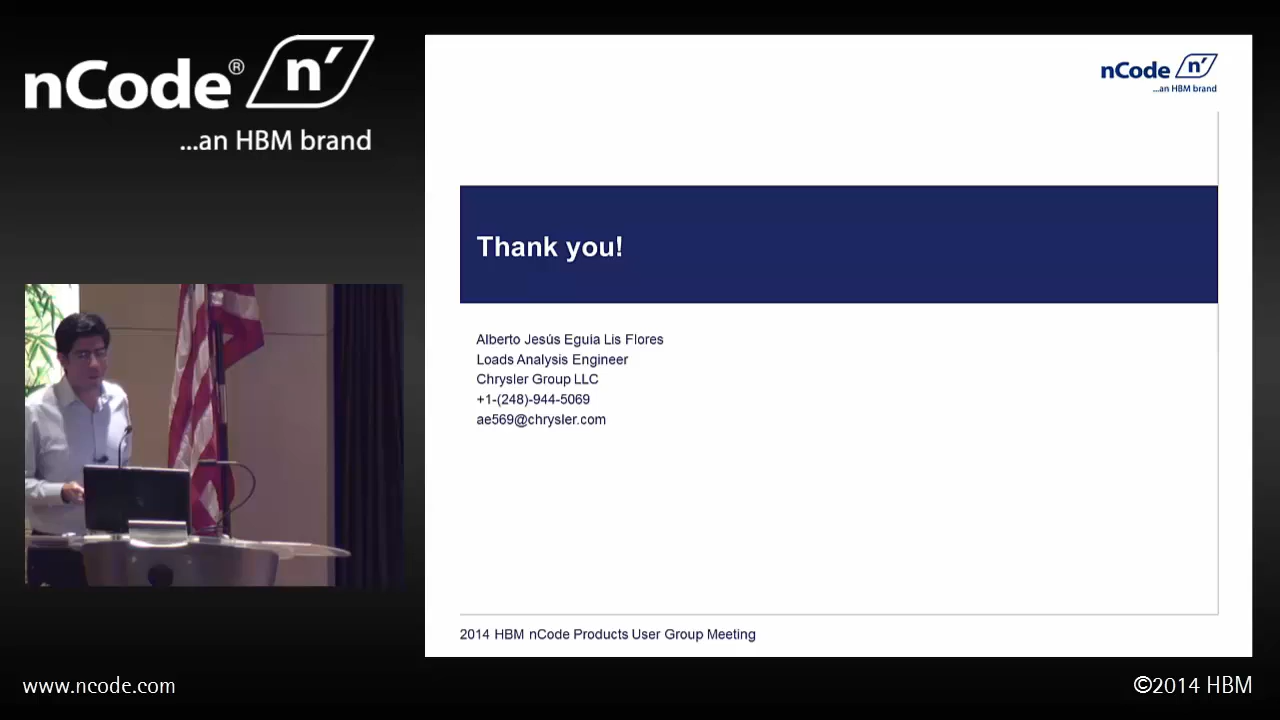 nCode® n'
...an HBM brand
nCode n'
...an HBM brand
Thank you!
Alberto Jesús Eguia Lis Flores
Loads Analysis Engineer
Chrysler Group LLC
+1-(248)-944-5069
ae569@chrysler.com
2014 HBM nCode Products User Group Meeting
www.ncode.com
©2014 HBM